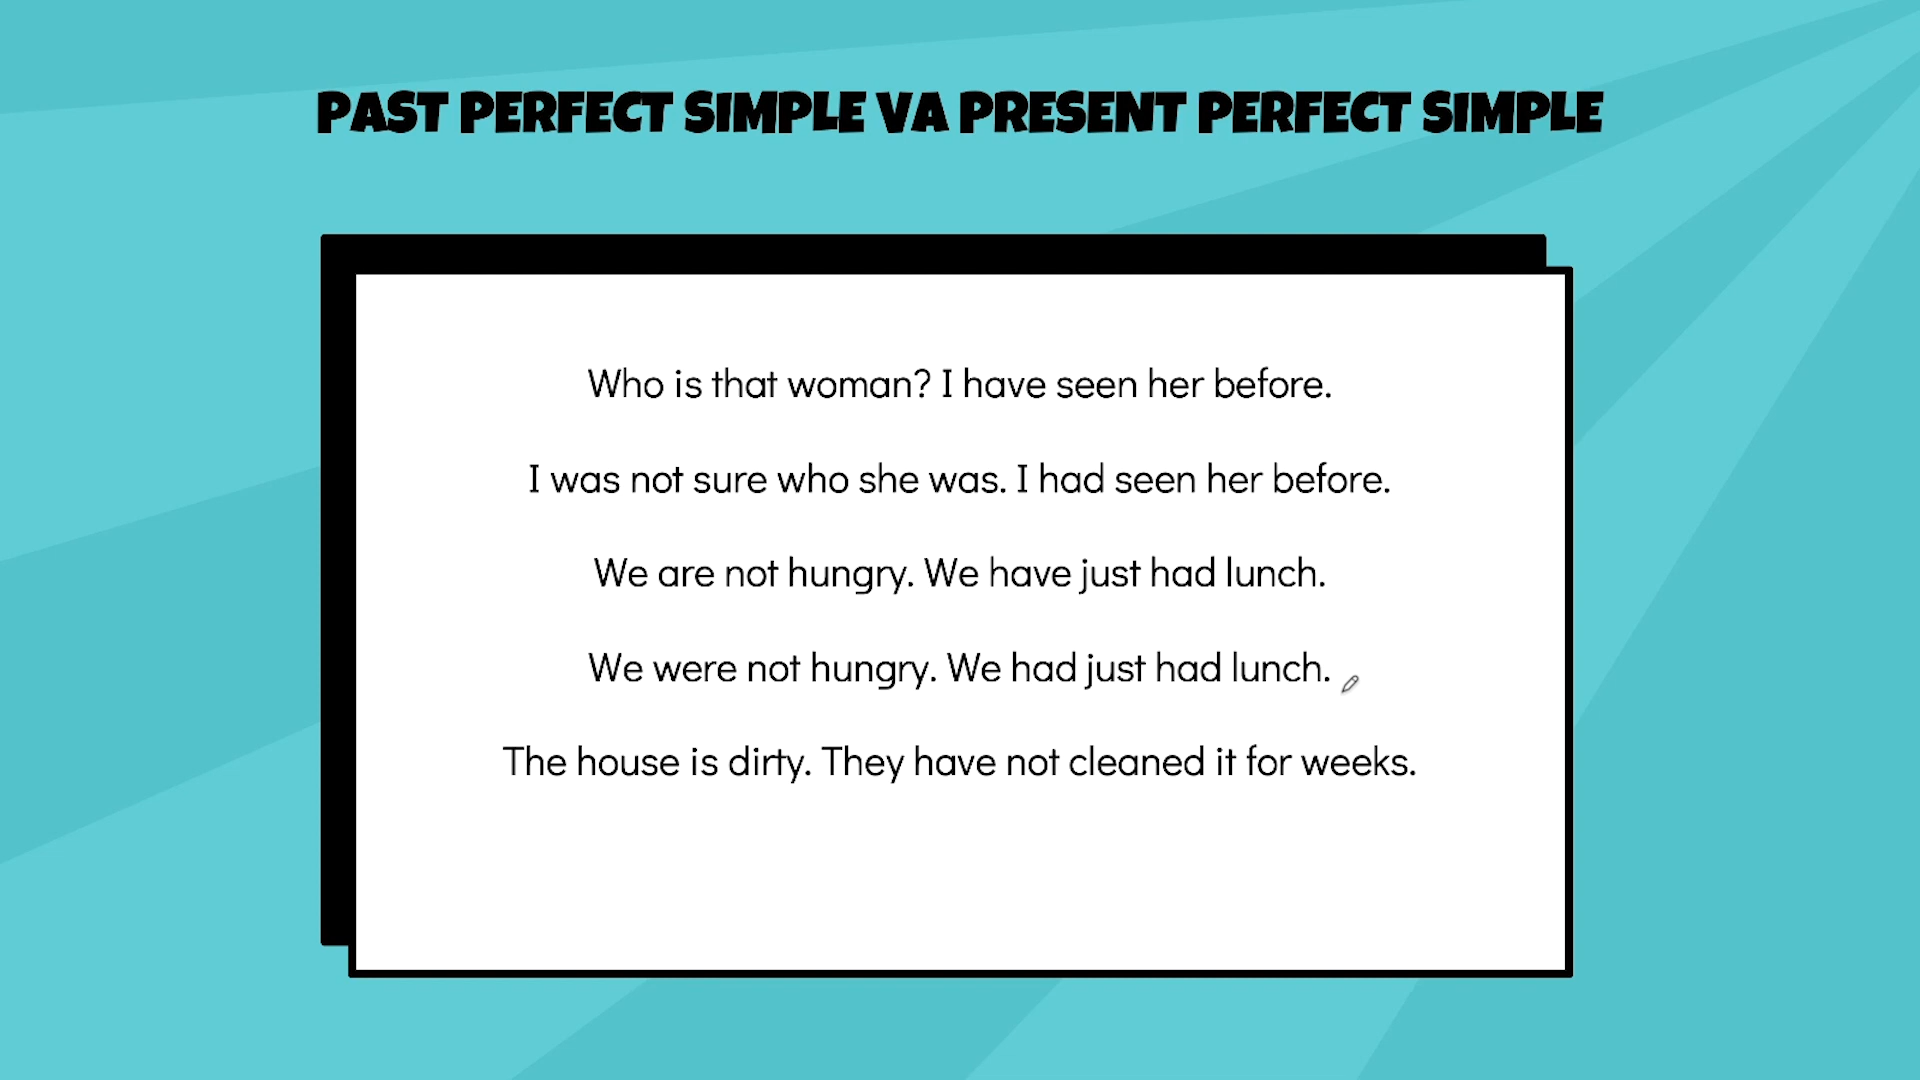 PAST PERFECT SIMPLE VA PRESENT PERFECT SIMPLE
Who is that woman? I have seen her before.
I was not sure who she was. I had seen her before.
We are not hungry. We have just had lunch.
We were not hungry. We had just had lunch.
The house is dirty. They have not cleaned it for weeks.